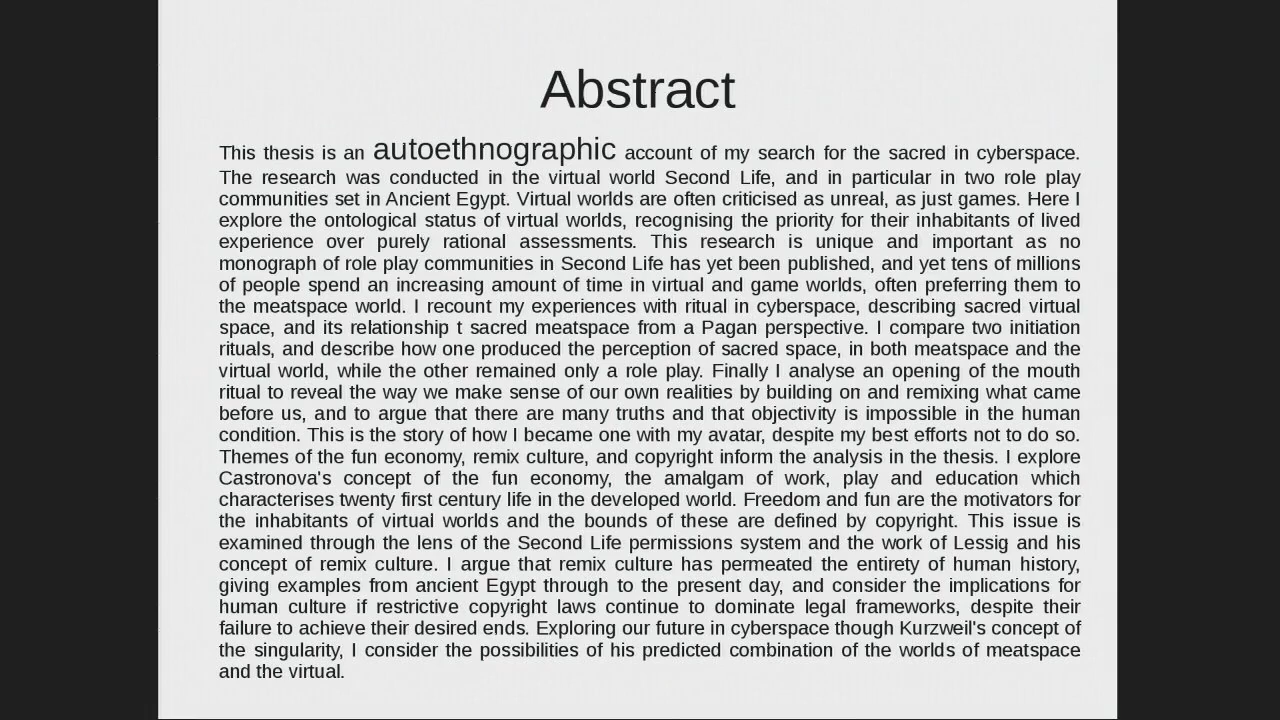 Abstract
This thesis is an autoethnographic account of my search for the sacred in cyberspace.
The research was conducted in the virtual world Second Life, and in particular in two role play
communities set in Ancient Egypt. Virtual worlds are often criticised as unreal, as just games. Here I
explore the ontological status of virtual worlds, recognising the priority for their inhabitants of lived
experience over purely rational assessments. This research is unique and important as no
monograph of role play communities in Second Life has yet been published, and yet tens of millions
of people spend an increasing amount of time in virtual and game worlds, often preferring them to
the meatspace world. I recount my experiences with ritual in cyberspace, describing sacred virtual
space, and its relationship t sacred meatspace from a Pagan perspective. I compare two initiation
rituals, and describe how one produced the perception of sacred space, in both meatspace and the
virtual world, while the other remained only a role play. Finally I analyse an opening of the mouth
ritual to reveal the way we make sense of our own realities by building on and remixing what came
before us, and to argue that there are many truths and that objectivity is impossible in the human
condition. This is the story of how I became one with my avatar, despite my best efforts not to do so.
Themes of the fun economy, remix culture, and copyright inform the analysis in the thesis. I explore
Castronova's concept of the fun economy, the amalgam of work, play and education which
characterises twenty first century life in the developed world. Freedom and fun are the motivators for
the inhabitants of virtual worlds and the bounds of these are defined by copyright. This issue is
examined through the lens of the Second Life permissions system and the work of Lessig and his
concept of remix culture. I argue that remix culture has permeated the entirety of human history,
giving examples from ancient Egypt through to the present day, and consider the implications for
human culture if restrictive copyright laws continue to dominate legal frameworks, despite their
failure to achieve their desired ends. Exploring our future in cyberspace though Kurzweil's concept of
the singularity, I consider the possibilities of his predicted combination of the worlds of meatspace
and the virtual.